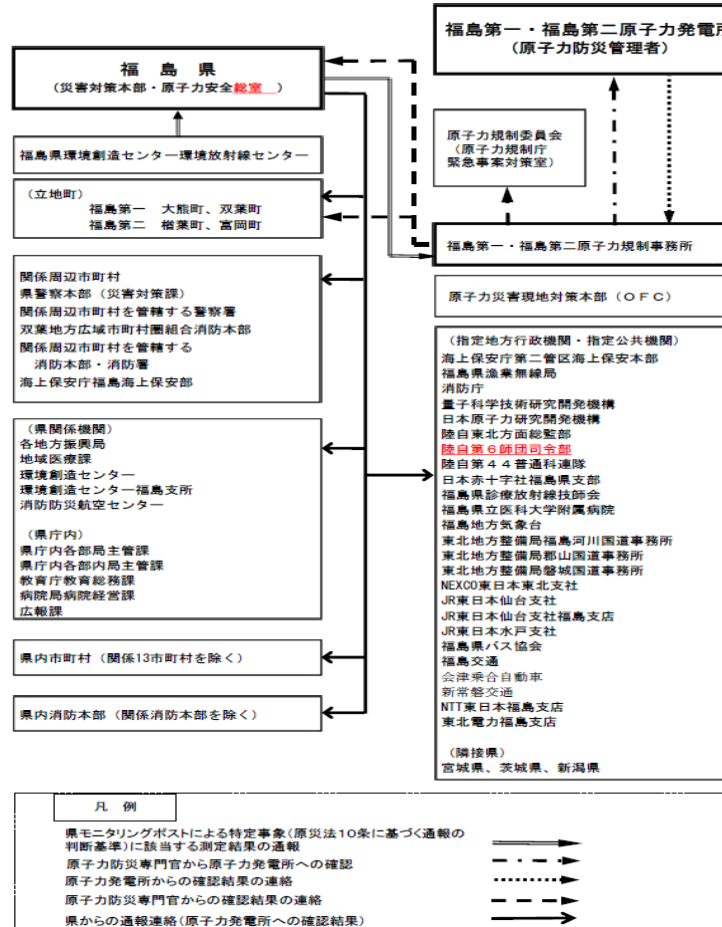 福島第一・福島第二原子力発電所
（原子力防災管理者）
福　島　県
（災害対策本部・原子力安全総室　）
原子力規制委員会
（原子力規制庁
緊急事案対策室）
福島県環境創造センター環境放射線センター
（立地町）
福島第一　大熊町、双葉町
福島第二　楢葉町、富岡町
福島第一・福島第二原子力規制事務所
関係周辺市町村
県警察本部（災害対策課）
関係周辺市町村を管轄する警察署
双葉地方広域市町村圏組合消防本部
関係周辺市町村を管轄する
消防本部・消防署
海上保安庁福島海上保安部
原子力災害現地対策本部（ＯＦＣ）
（指定地方行政機関・指定公共機関）
海上保安庁第二管区海上保安本部
福島県漁業無線局
消防庁
量子科学技術研究開発機構
日本原子力研究開発機構
陸自東北方面総監部
陸自第６師団司令部
陸自第４４普通科連隊
日本赤十字社福島県支部
福島県診療放射線技師会
福島県立医科大学附属病院
福島地方気象台
東北地方整備局福島河川国道事務所
東北地方整備局郡山国道事務所
東北地方整備局磐城国道事務所
NEXCO東日本東北支社
JR東日本仙台支社
JR東日本仙台支社福島支店
JR東日本水戸支社
福島県バス協会
福島交通
会津乗合自動車
新常磐交通
NTT東日本福島支店
東北電力福島支店
（隣接県）
宮城県、茨城県、新潟県
（県関係機関）
各地方振興局
地域医療課
環境創造センター
環境創造センター福島支所
消防防災航空センター
（県庁内）
県庁内各部局主管課
県庁内各部内局主管課
教育庁教育総務課
病院局病院経営課
広報課
県内市町村（関係13市町村を除く）
県内消防本部（関係消防本部を除く）
凡　例
県モニタリングポストによる特定事象（原災法１０条に基づく通報の
判断基準）に該当する測定結果の通報
原子力防災専門官から原子力発電所への確認
原子力発電所からの確認結果の連絡
原子力防災専門官からの確認結果の連絡
県からの通報連絡（原子力発電所への確認結果）